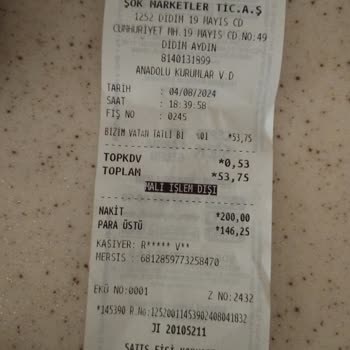 ŞOK MARKETLER TİC.A.Ş
1252 DİDİM 19 MAYIS CD
CUMHURİYET MH.19 MAYIS CD NO:49
DİDİM AYDIN
8140131899
ANADOLU KURUMLAR V.D
TARİH : 04/08/2024
SAAT : 18:39:58
FİŞ NO : 0245
BİZİM VATAN TATLI Bİ %01 *53,75
TOPKDV *0,53
TOPLAM *53,75
MALİ İŞLEM DIŞI
NAKİT *200,00
PARA ÜSTÜ *146,25
KASİYER: R***** V**
MERSİS : 6812859773258470
EKÜ NO:0001 Z NO:2432
*145390 R.No:12520011453902408041832
JI 20105211